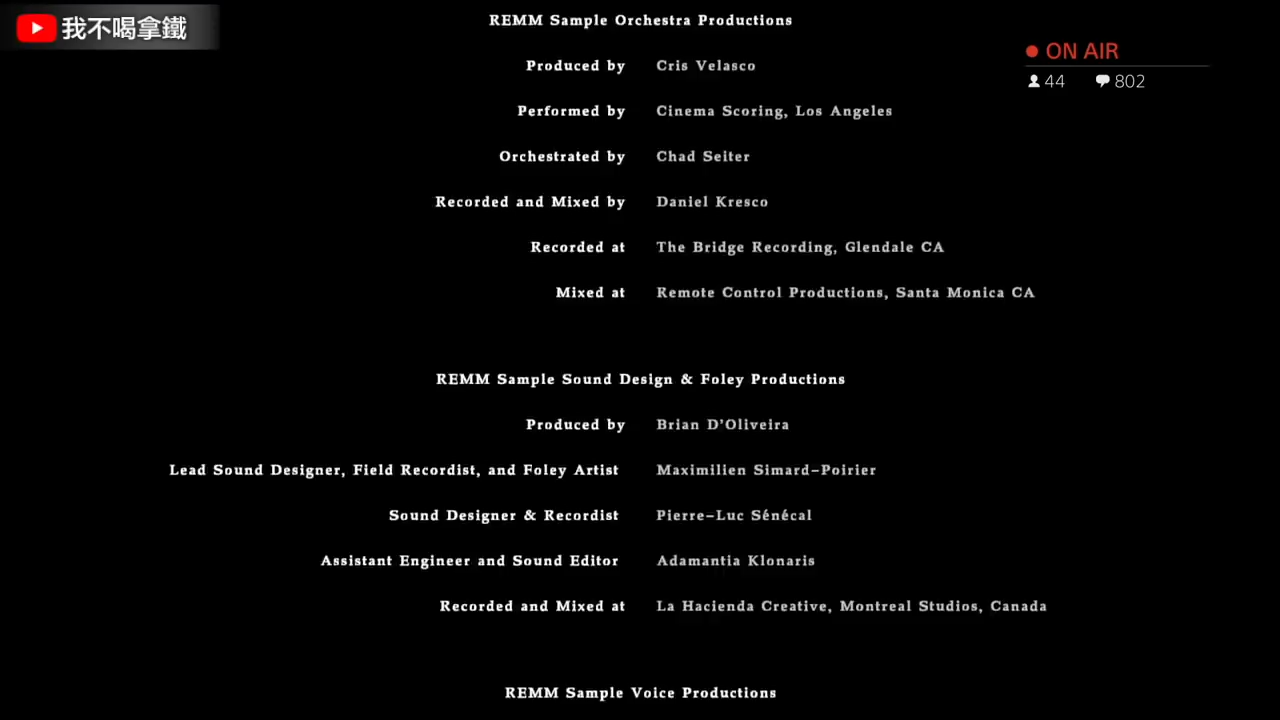 我不喝拿鐵
REMM Sample Orchestra Productions
ON AIR
44 802
Produced by Cris Velasco
Performed by Cinema Scoring, Los Angeles
Orchestrated by Chad Seiter
Recorded and Mixed by Daniel Kresco
Recorded at The Bridge Recording, Glendale CA
Mixed at Remote Control Productions, Santa Monica CA
REMM Sample Sound Design & Foley Productions
Produced by Brian D’Oliveira
Lead Sound Designer, Field Recordist, and Foley Artist Maximilien Simard-Poirier
Sound Designer & Recordist Pierre-Luc Sénécal
Assistant Engineer and Sound Editor Adamantia Klonaris
Recorded and Mixed at La Hacienda Creative, Montreal Studios, Canada
REMM Sample Voice Productions